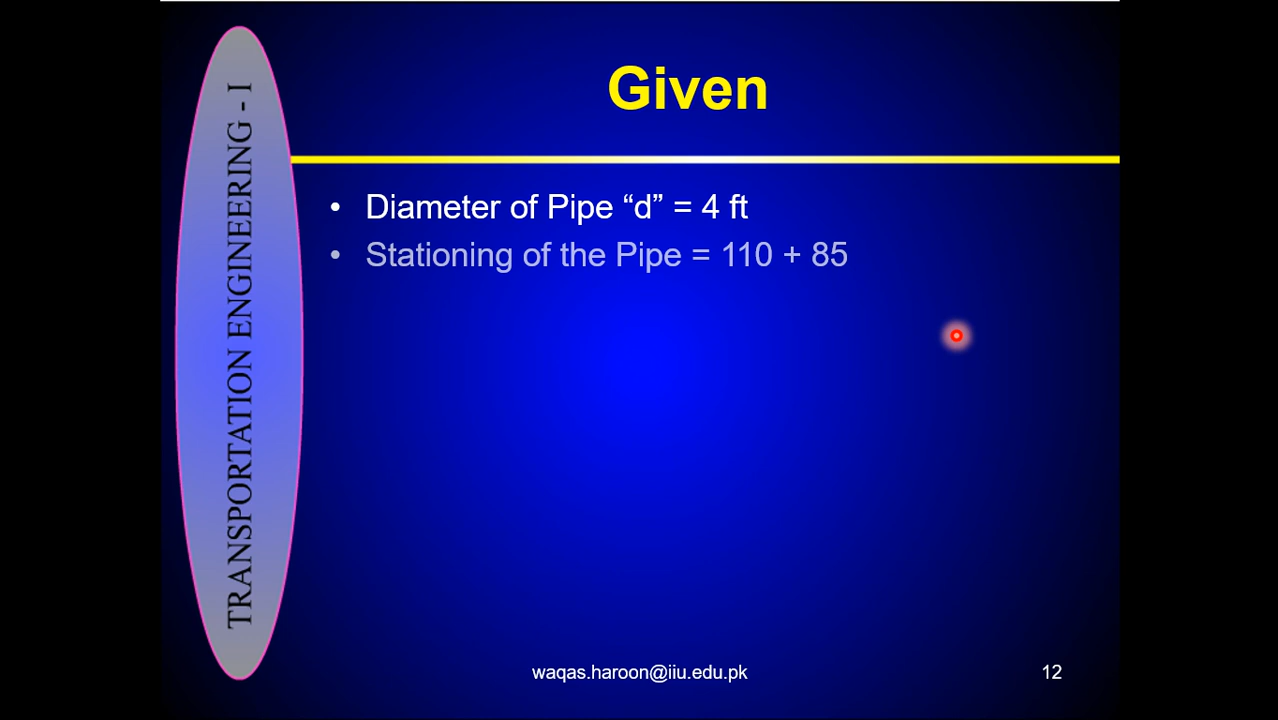 Given
TRANSPORTATION ENGINEERING - I
• Diameter of Pipe “d” = 4 ft
• Stationing of the Pipe = 110 + 85
waqas.haroon@iiu.edu.pk
12